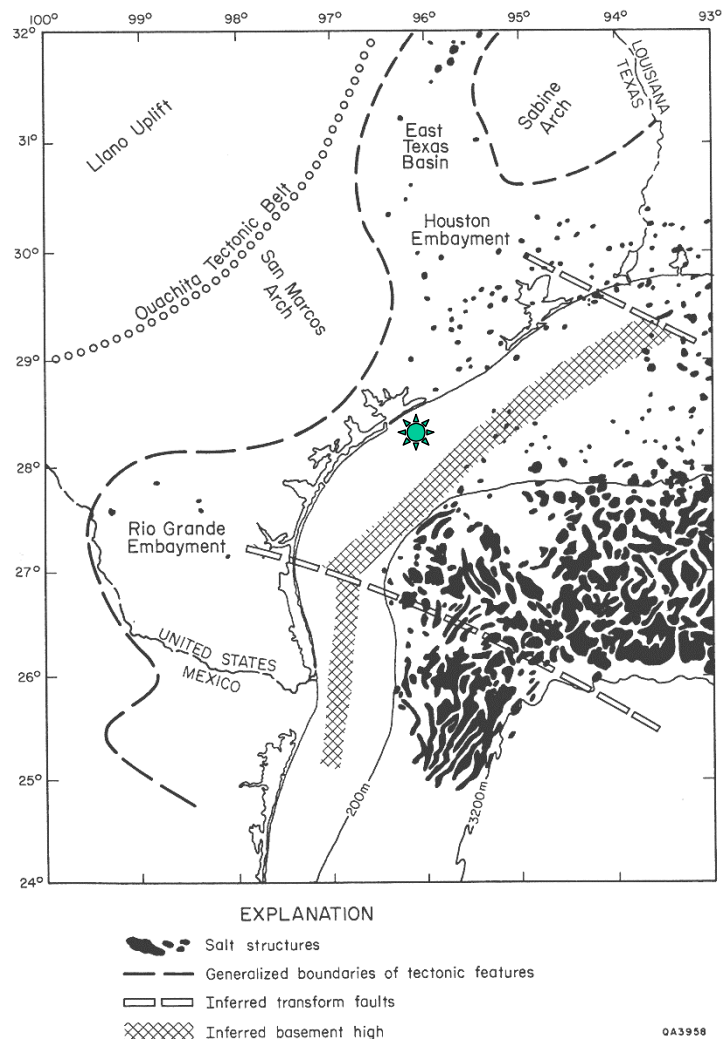 100° 99° 98° 97° 96° 95° 94° 93°
32°
LOUISIANA
TEXAS
Sabine
Arch
Llano Uplift
31°
East
Texas
Basin
Ouachita Tectonic Belt
Houston
Embayment
30°
San Marcos
Arch
29°
28°
Rio Grande
Embayment
27°
UNITED STATES
MEXICO
26°
25°
200m
3200m
24°
EXPLANATION
Salt structures
Generalized boundaries of tectonic features
Inferred transform faults
Inferred basement high
QA3958